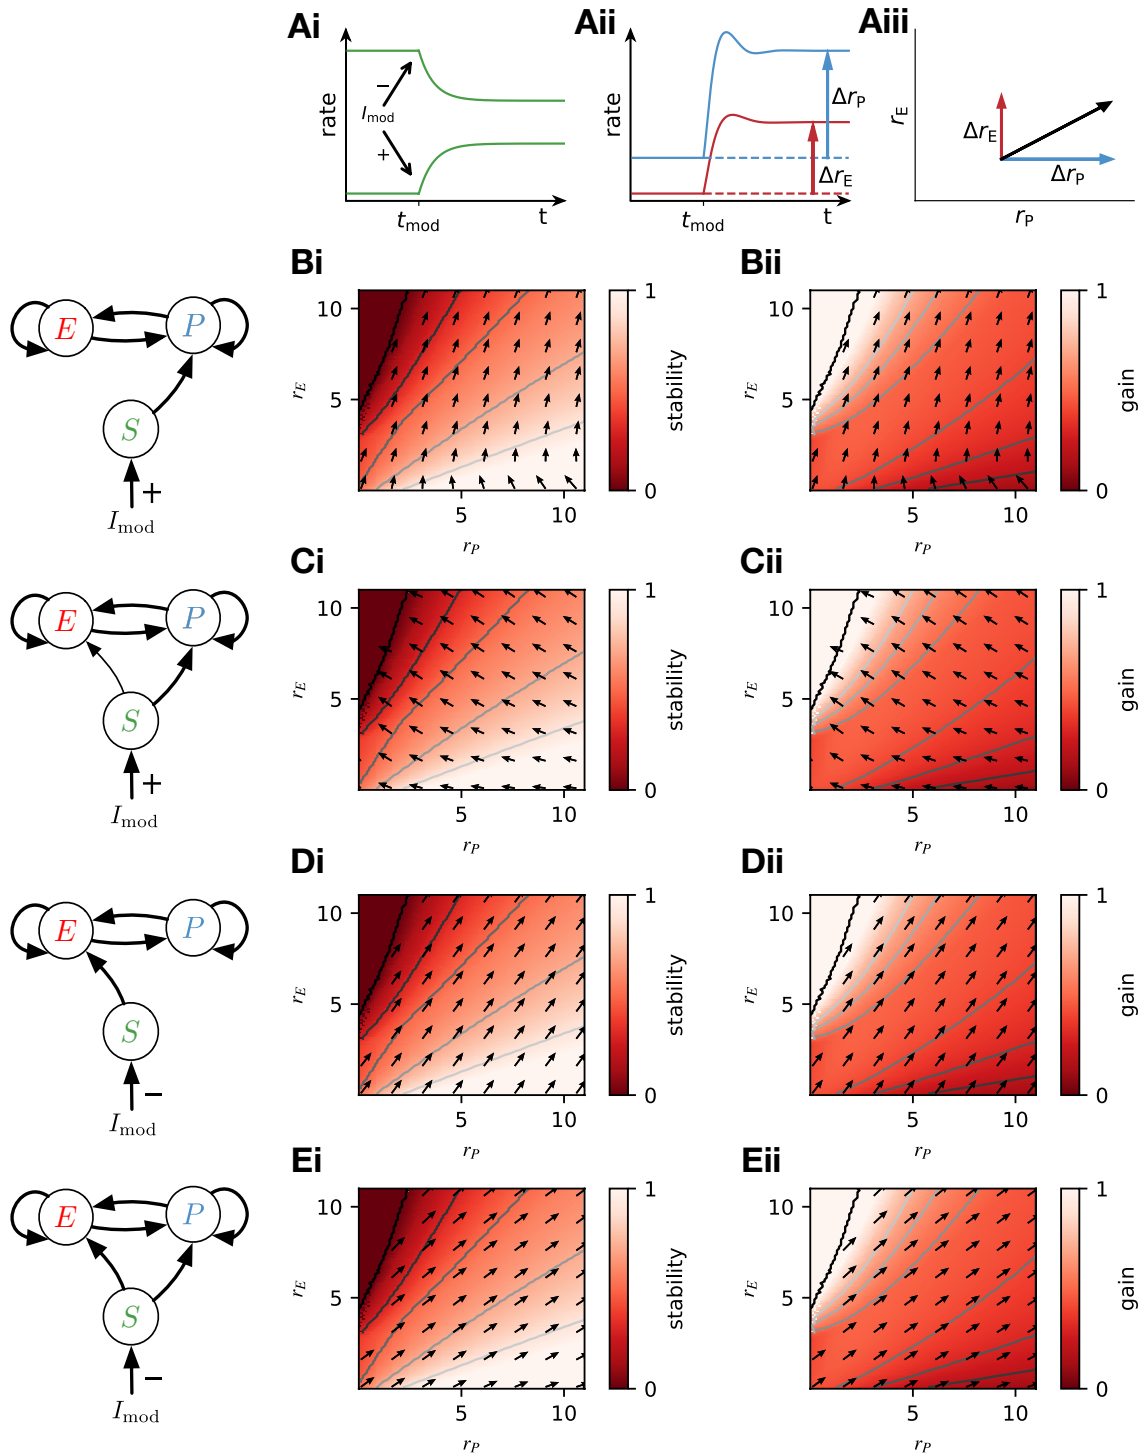 Ai
rate
−
I_mod
+
t_mod
t
Aii
rate
Δr_P
Δr_E
t_mod
t
Aiii
r_E
Δr_E
Δr_P
r_P
E
P
S
+
I_mod
Bi
r_E
10
5
5
10
r_P
1
0
stability
Bii
r_E
10
5
5
10
r_P
1
0
gain
E
P
S
+
I_mod
Ci
r_E
10
5
5
10
r_P
1
0
stability
Cii
r_E
10
5
5
10
r_P
1
0
gain
E
P
S
−
I_mod
Di
r_E
10
5
5
10
r_P
1
0
stability
Dii
r_E
10
5
5
10
r_P
1
0
gain
E
P
S
−
I_mod
Ei
r_E
10
5
5
10
r_P
1
0
stability
Eii
r_E
10
5
5
10
r_P
1
0
gain